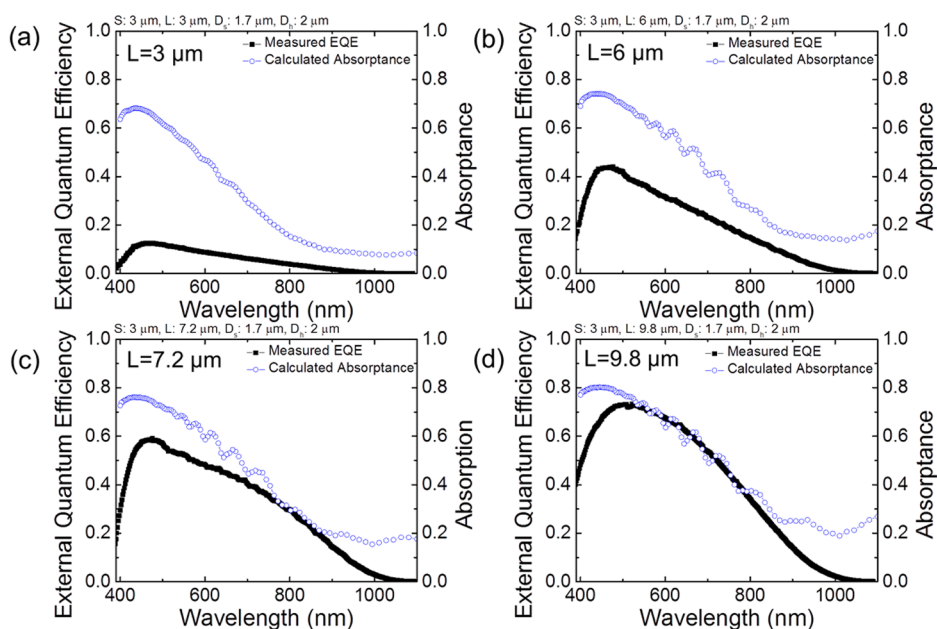 (a)
S: 3 µm, L: 3 µm, Ds: 1.7 µm, Dh: 2 µm
L=3 µm
Measured EQE
Calculated Absorptance
External Quantum Efficiency
1.0
0.8
0.6
0.4
0.2
0.0
400 600 800 1000
Wavelength (nm)
1.0
0.8
0.6
0.4
0.2
0.0
Absorptance
(b)
S: 3 µm, L: 6 µm, Ds: 1.7 µm, Dh: 2 µm
L=6 µm
Measured EQE
Calculated Absorptance
External Quantum Efficiency
1.0
0.8
0.6
0.4
0.2
0.0
400 600 800 1000
Wavelength (nm)
1.0
0.8
0.6
0.4
0.2
0.0
Absorptance
(c)
S: 3 µm, L: 7.2 µm, Ds: 1.7 µm, Dh: 2 µm
L=7.2 µm
Measured EQE
Calculated Absorptance
External Quantum Efficiency
1.0
0.8
0.6
0.4
0.2
0.0
400 600 800 1000
Wavelength (nm)
1.0
0.8
0.6
0.4
0.2
0.0
Absorption
(d)
S: 3 µm, L: 9.8 µm, Ds: 1.7 µm, Dh: 2 µm
L=9.8 µm
Measured EQE
Calculated Absorptance
External Quantum Efficiency
1.0
0.8
0.6
0.4
0.2
0.0
400 600 800 1000
Wavelength (nm)
1.0
0.8
0.6
0.4
0.2
0.0
Absorptance